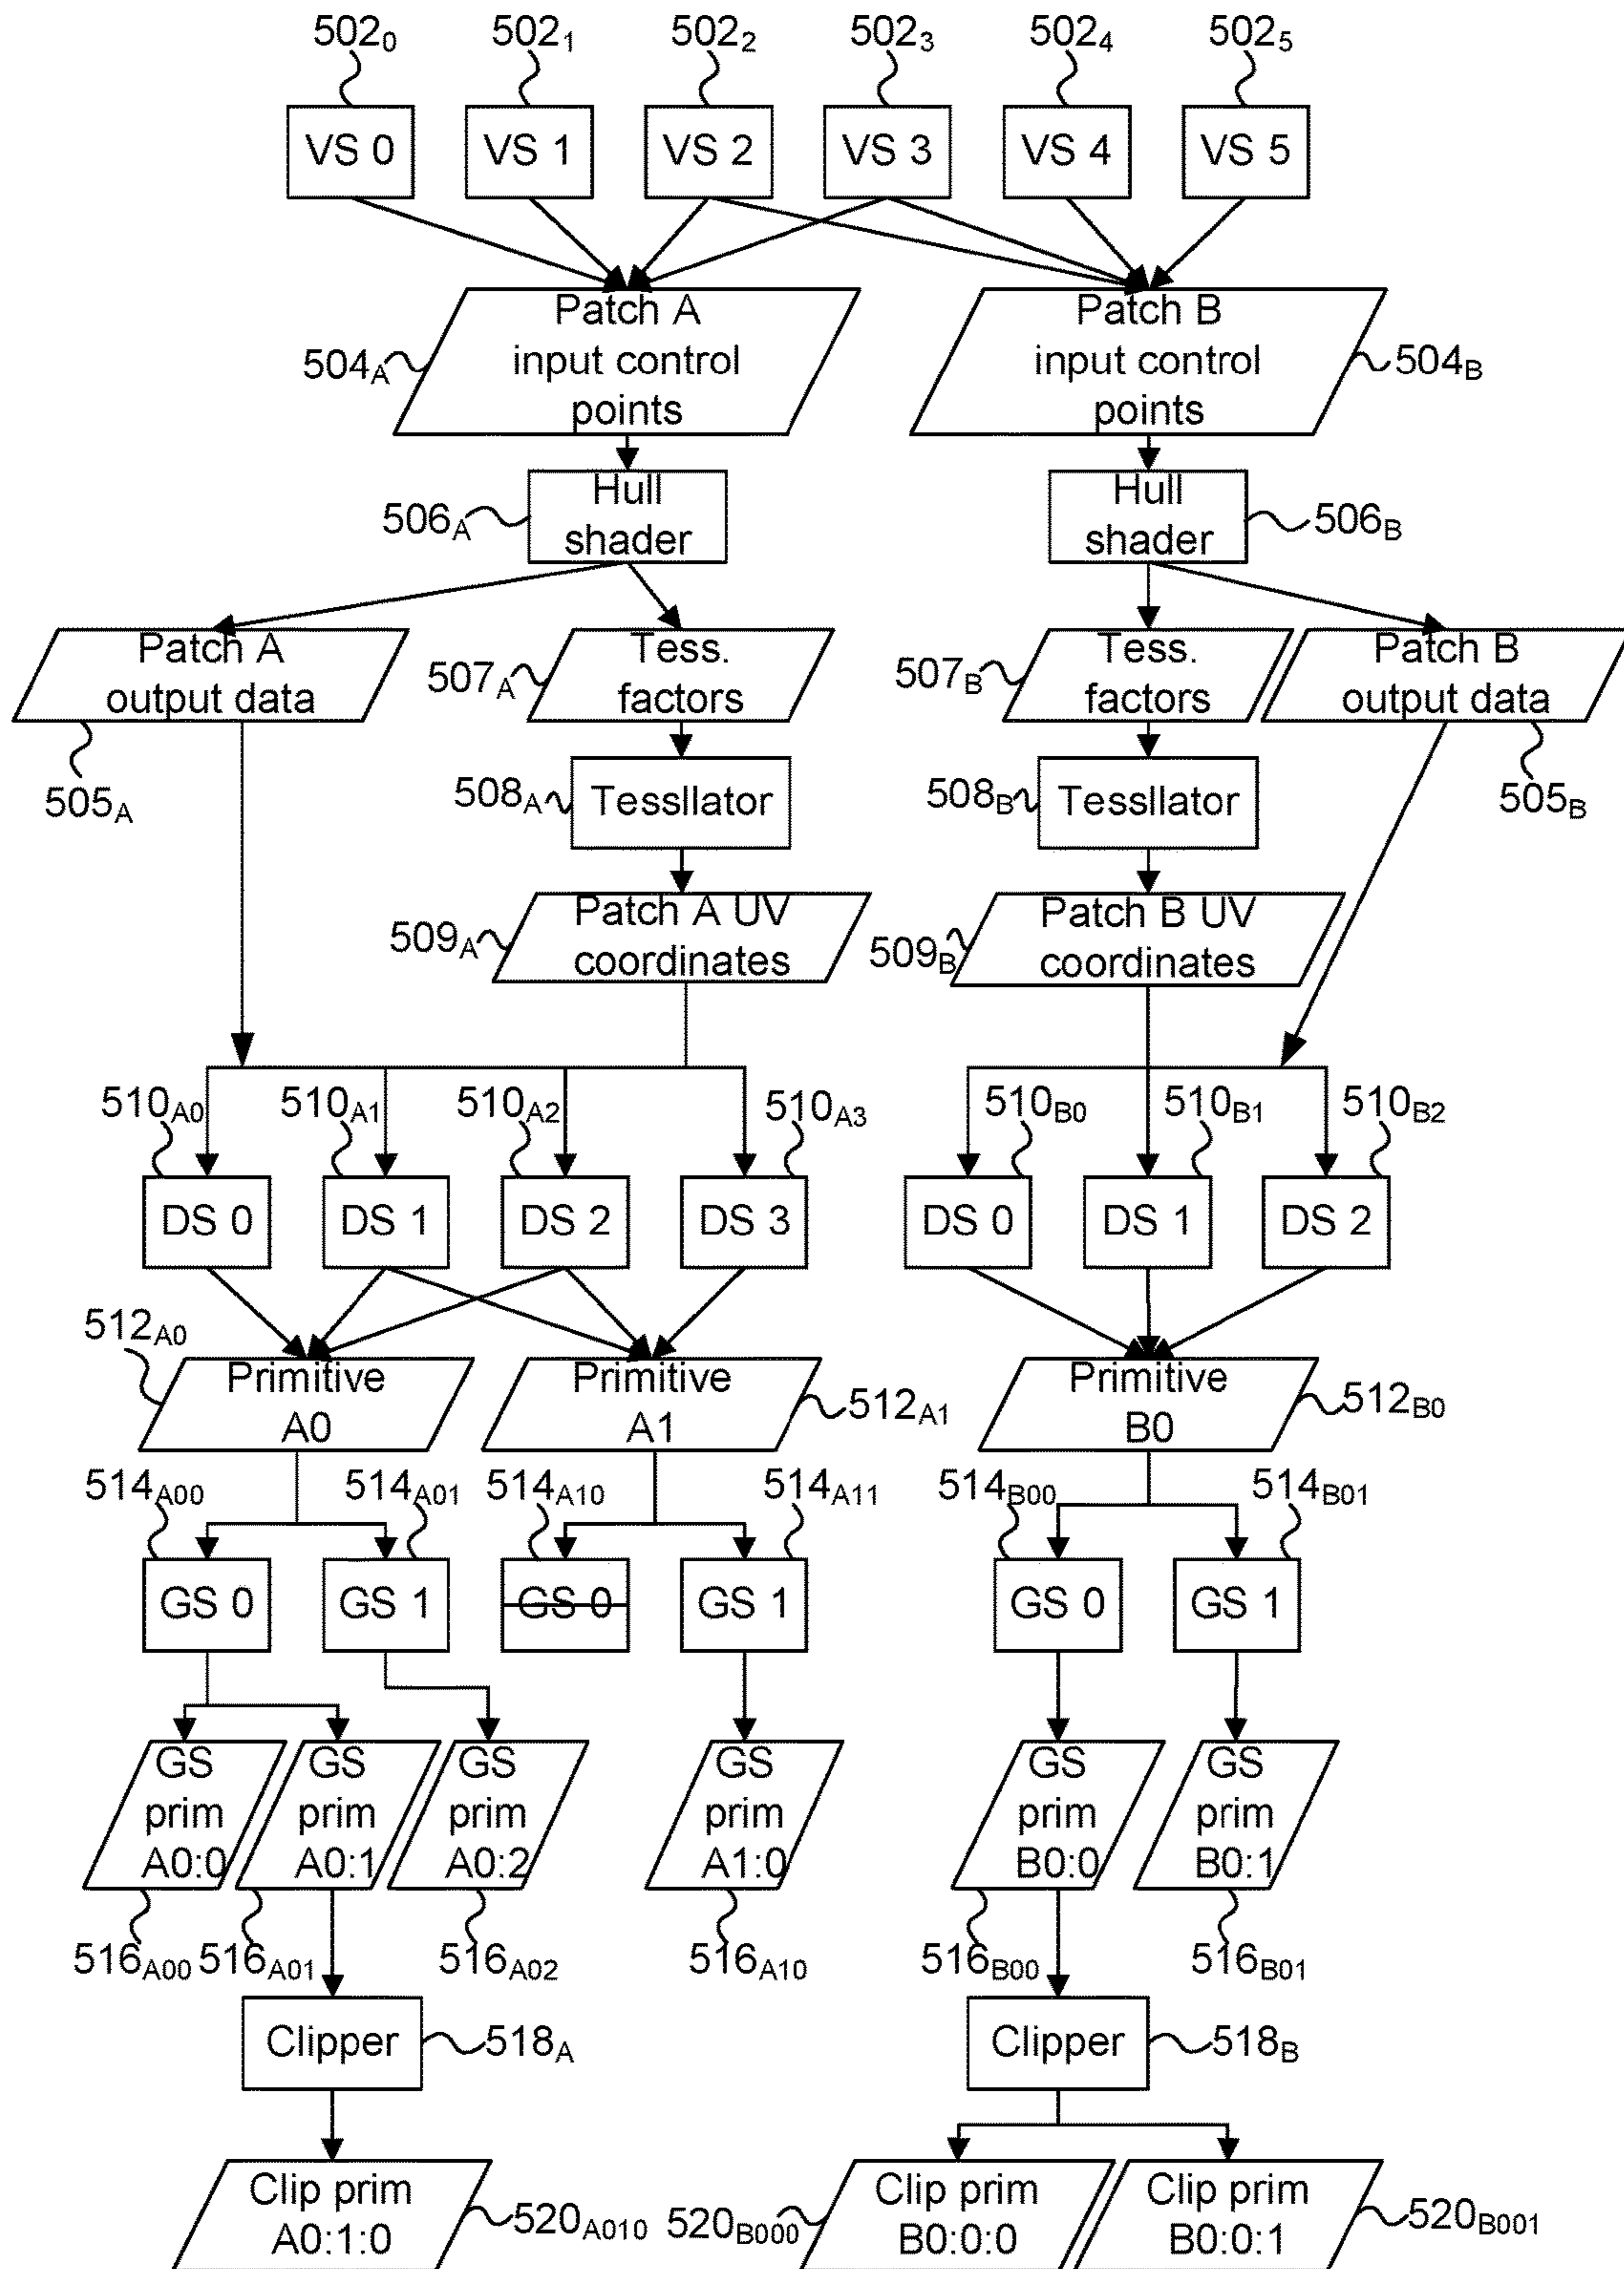 502₀ 502₁ 502₂ 502₃ 502₄ 502₅
VS 0 VS 1 VS 2 VS 3 VS 4 VS 5
Patch A
input control
points
504A
Patch B
input control
points
504B
Hull
shader
506A
Hull
shader
506B
Patch A
output data
505A
Tess.
factors
507A
Tess.
factors
507B
Patch B
output data
505B
508A
Tessllator
508B
Tessllator
509A
Patch A UV
coordinates
509B
Patch B UV
coordinates
510A0 510A1 510A2 510A3 510B0 510B1 510B2
DS 0 DS 1 DS 2 DS 3 DS 0 DS 1 DS 2
512A0
Primitive
A0
Primitive
A1
512A1
Primitive
B0
512B0
514A00 514A01 514A10 514A11 514B00 514B01
GS 0 GS 1 GS 0 GS 1 GS 0 GS 1
GS
prim
A0:0
GS
prim
A0:1
GS
prim
A0:2
GS
prim
A1:0
GS
prim
B0:0
GS
prim
B0:1
516A00 516A01 516A02 516A10 516B00 516B01
Clipper
518A
Clipper
518B
Clip prim
A0:1:0
520A010
520B000
Clip prim
B0:0:0
Clip prim
B0:0:1
520B001